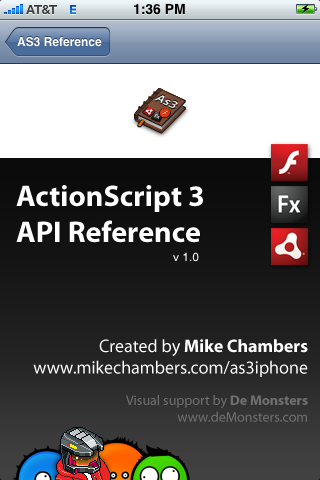 AT&T E 1:36 PM
AS3 Reference
As3
Fx
ActionScript 3
API Reference
v 1.0
Fx
Created by Mike Chambers
www.mikechambers.com/as3iphone
Visual support by De Monsters
www.deMonsters.com